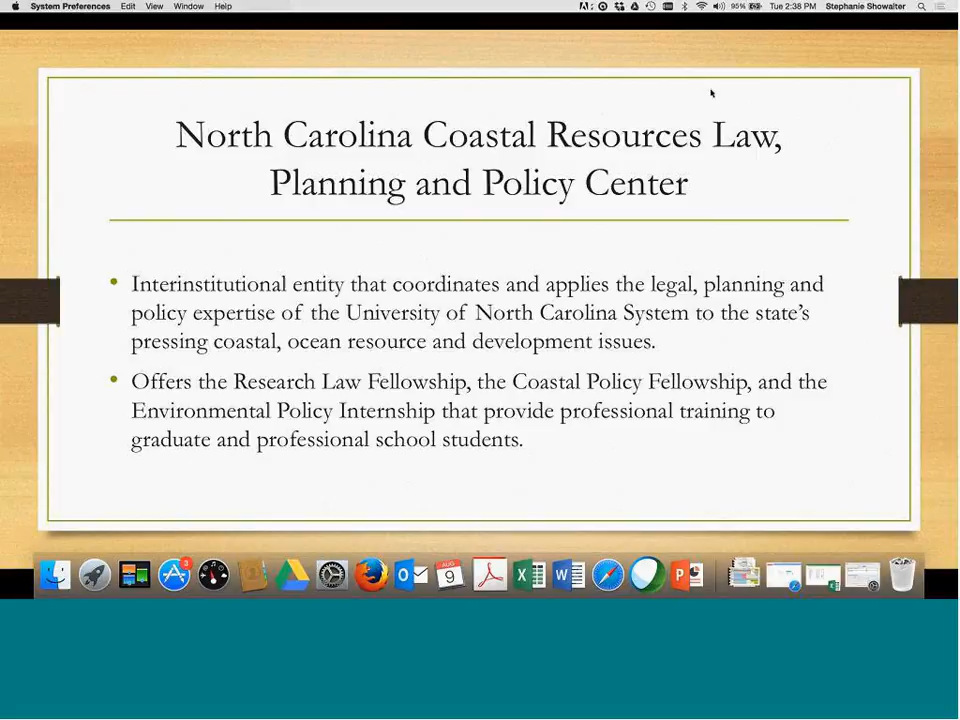 System Preferences Edit View Window Help 95% Tue 2:38 PM Stephanie Showalter
North Carolina Coastal Resources Law,
Planning and Policy Center
• Interinstitutional entity that coordinates and applies the legal, planning and
policy expertise of the University of North Carolina System to the state’s
pressing coastal, ocean resource and development issues.
• Offers the Research Law Fellowship, the Coastal Policy Fellowship, and the
Environmental Policy Internship that provide professional training to
graduate and professional school students.
3
AUG
9